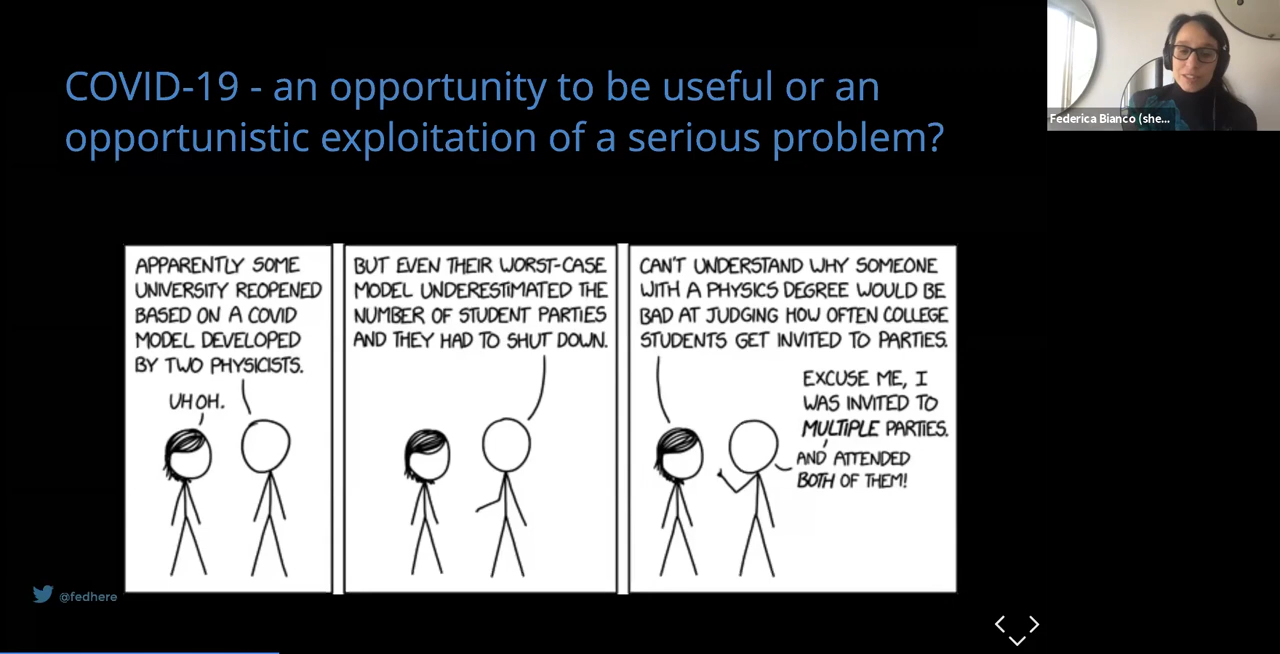 COVID-19 - an opportunity to be useful or an
opportunistic exploitation of a serious problem?
Federica Bianco (she...
APPARENTLY SOME
UNIVERSITY REOPENED
BASED ON A COVID
MODEL DEVELOPED
BY TWO PHYSICISTS.
UH OH.
BUT EVEN THEIR WORST-CASE
MODEL UNDERESTIMATED THE
NUMBER OF STUDENT PARTIES
AND THEY HAD TO SHUT DOWN.
CAN'T UNDERSTAND WHY SOMEONE
WITH A PHYSICS DEGREE WOULD BE
BAD AT JUDGING HOW OFTEN COLLEGE
STUDENTS GET INVITED TO PARTIES.
EXCUSE ME, I
WAS INVITED TO
MULTIPLE PARTIES.
AND ATTENDED
BOTH OF THEM!
@fedhere